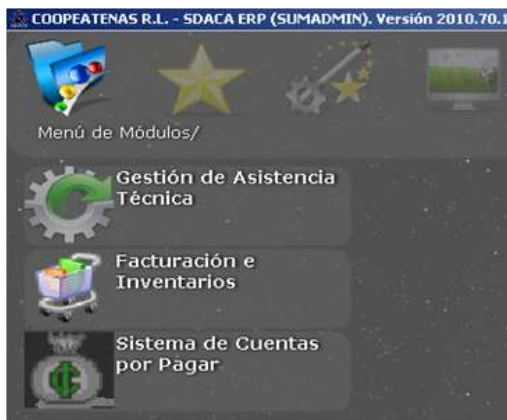 COOPEATENAS R.L. - SDACA ERP (SUMADMIN). Versión 2010.70.1
Menú de Módulos/
Gestión de Asistencia
Técnica
Facturación e
Inventarios
Sistema de Cuentas
por Pagar